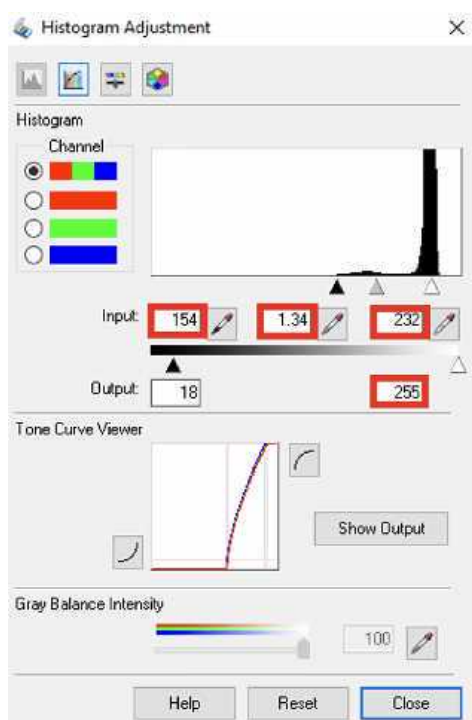 Histogram Adjustment
Histogram
Channel
Input: 154 1.34 232
Output: 18 255
Tone Curve Viewer
Show Output
Gray Balance Intensity
100
Help Reset Close